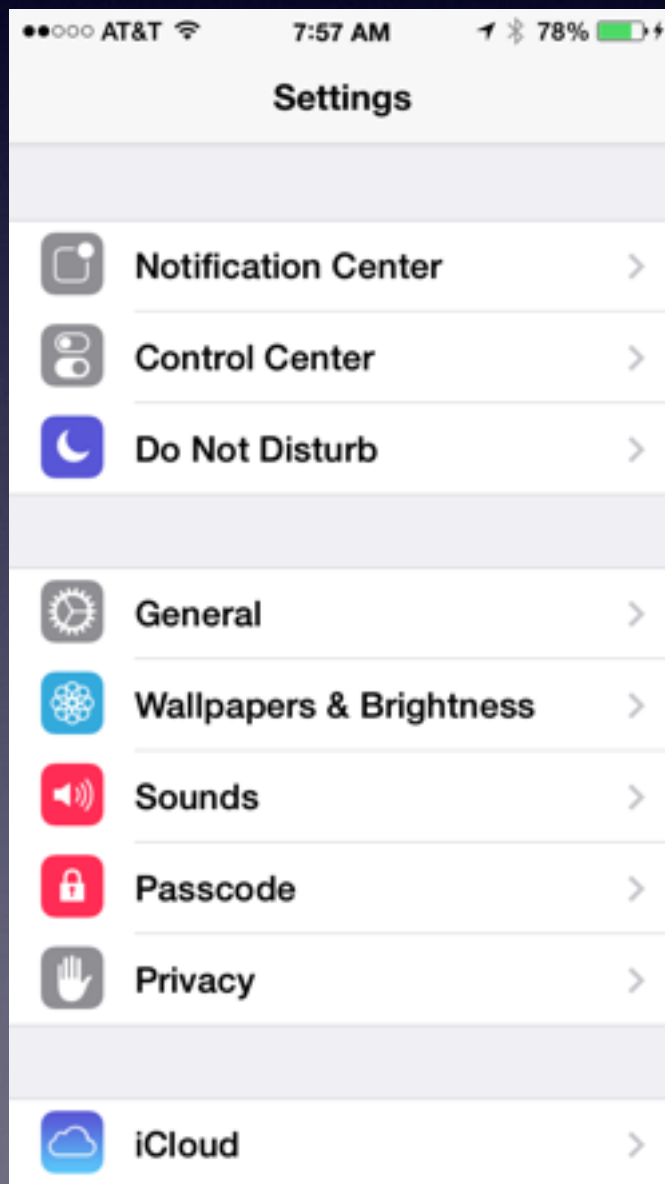 AT&T 7:57 AM 78%
Settings
Notification Center
Control Center
Do Not Disturb
General
Wallpapers & Brightness
Sounds
Passcode
Privacy
iCloud